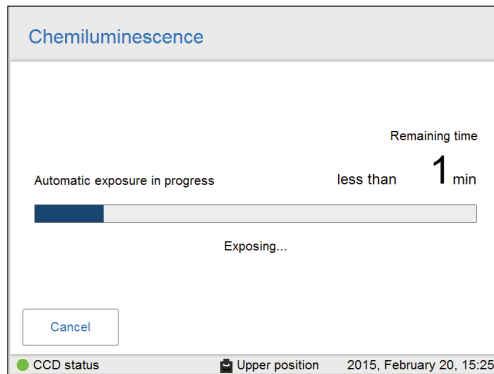 Chemiluminescence
Remaining time
Automatic exposure in progress less than 1 min
Exposing...
Cancel
CCD status Upper position 2015, February 20, 15:25